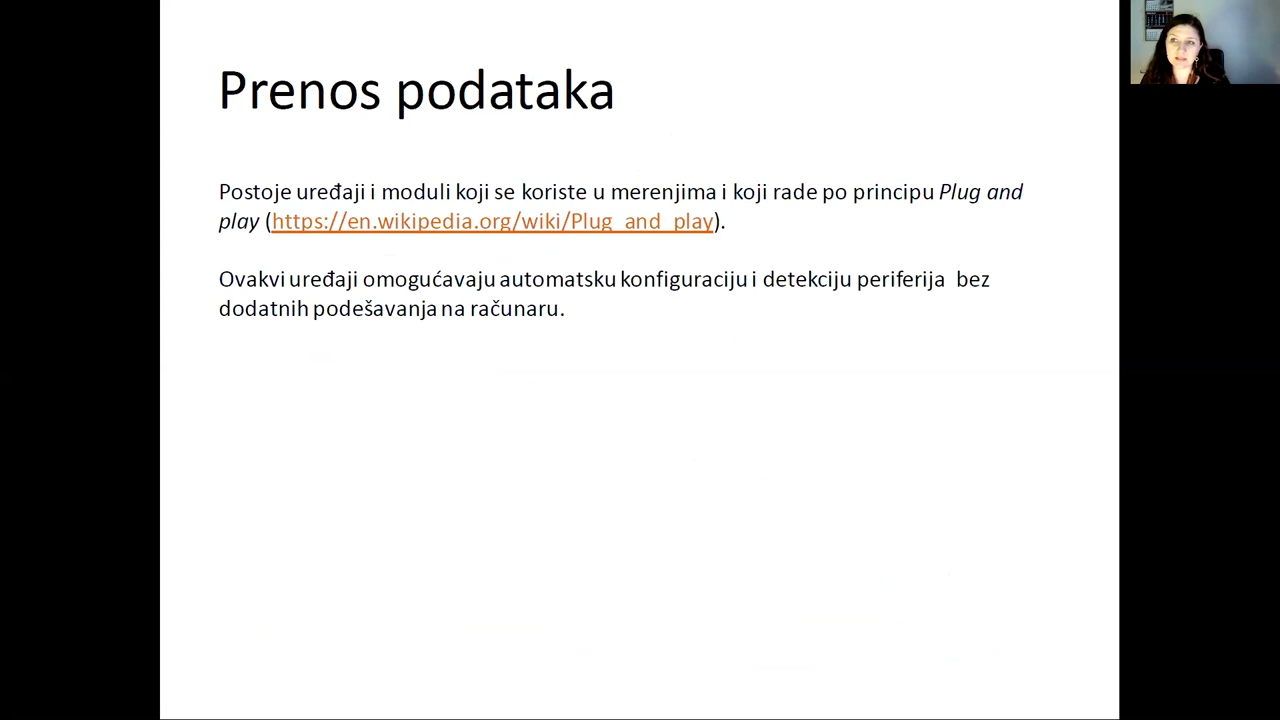 Prenos podataka
Postoje uređaji i moduli koji se koriste u merenjima i koji rade po principu Plug and
play (https://en.wikipedia.org/wiki/Plug_and_play).
Ovakvi uređaji omogućavaju automatsku konfiguraciju i detekciju periferija bez
dodatnih podešavanja na računaru.